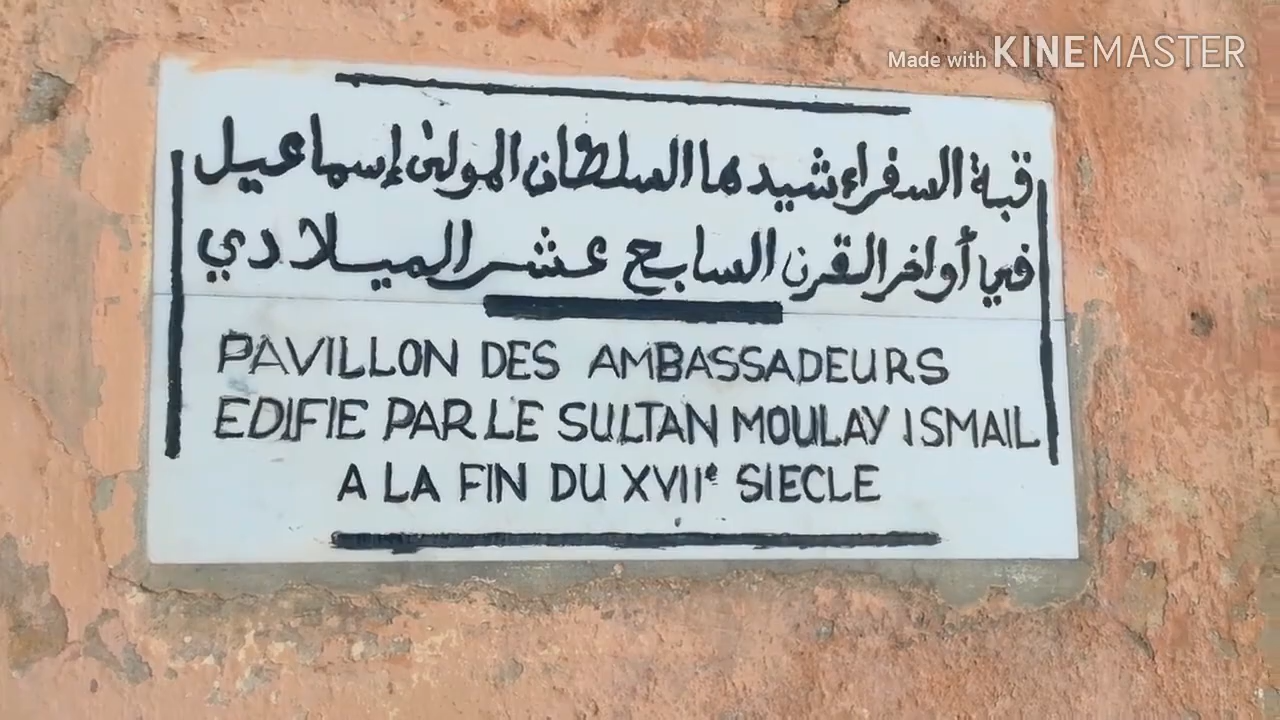 Made with KINEMASTER
قبة السفراء شيدها السلطان المولى إسماعيل
في أواخر القرن السابع عشر الميلادي
PAVILLON DES AMBASSADEURS
EDIFIE PAR LE SULTAN MOULAY ISMAIL
A LA FIN DU XVIIe SIECLE